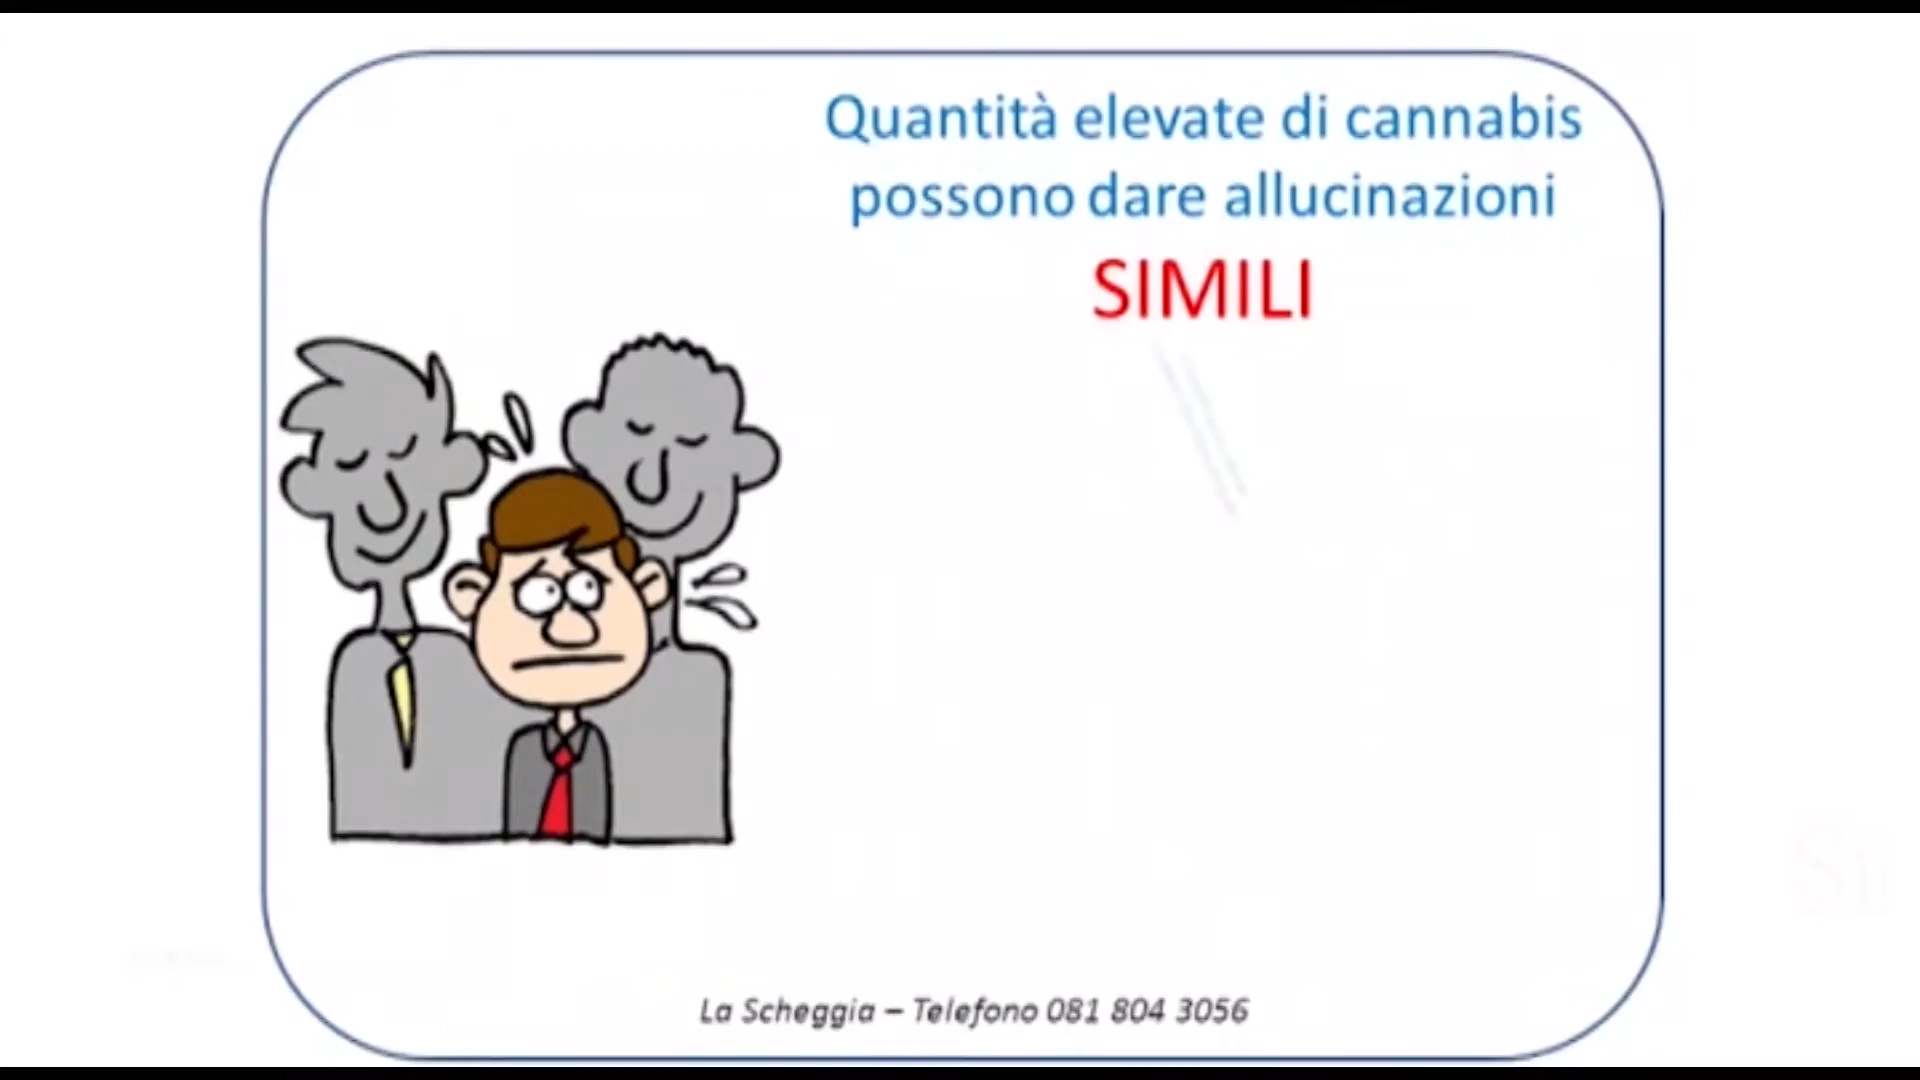 Quantità elevate di cannabis
possono dare allucinazioni
SIMILI
La Scheggia – Telefono 081 804 3056